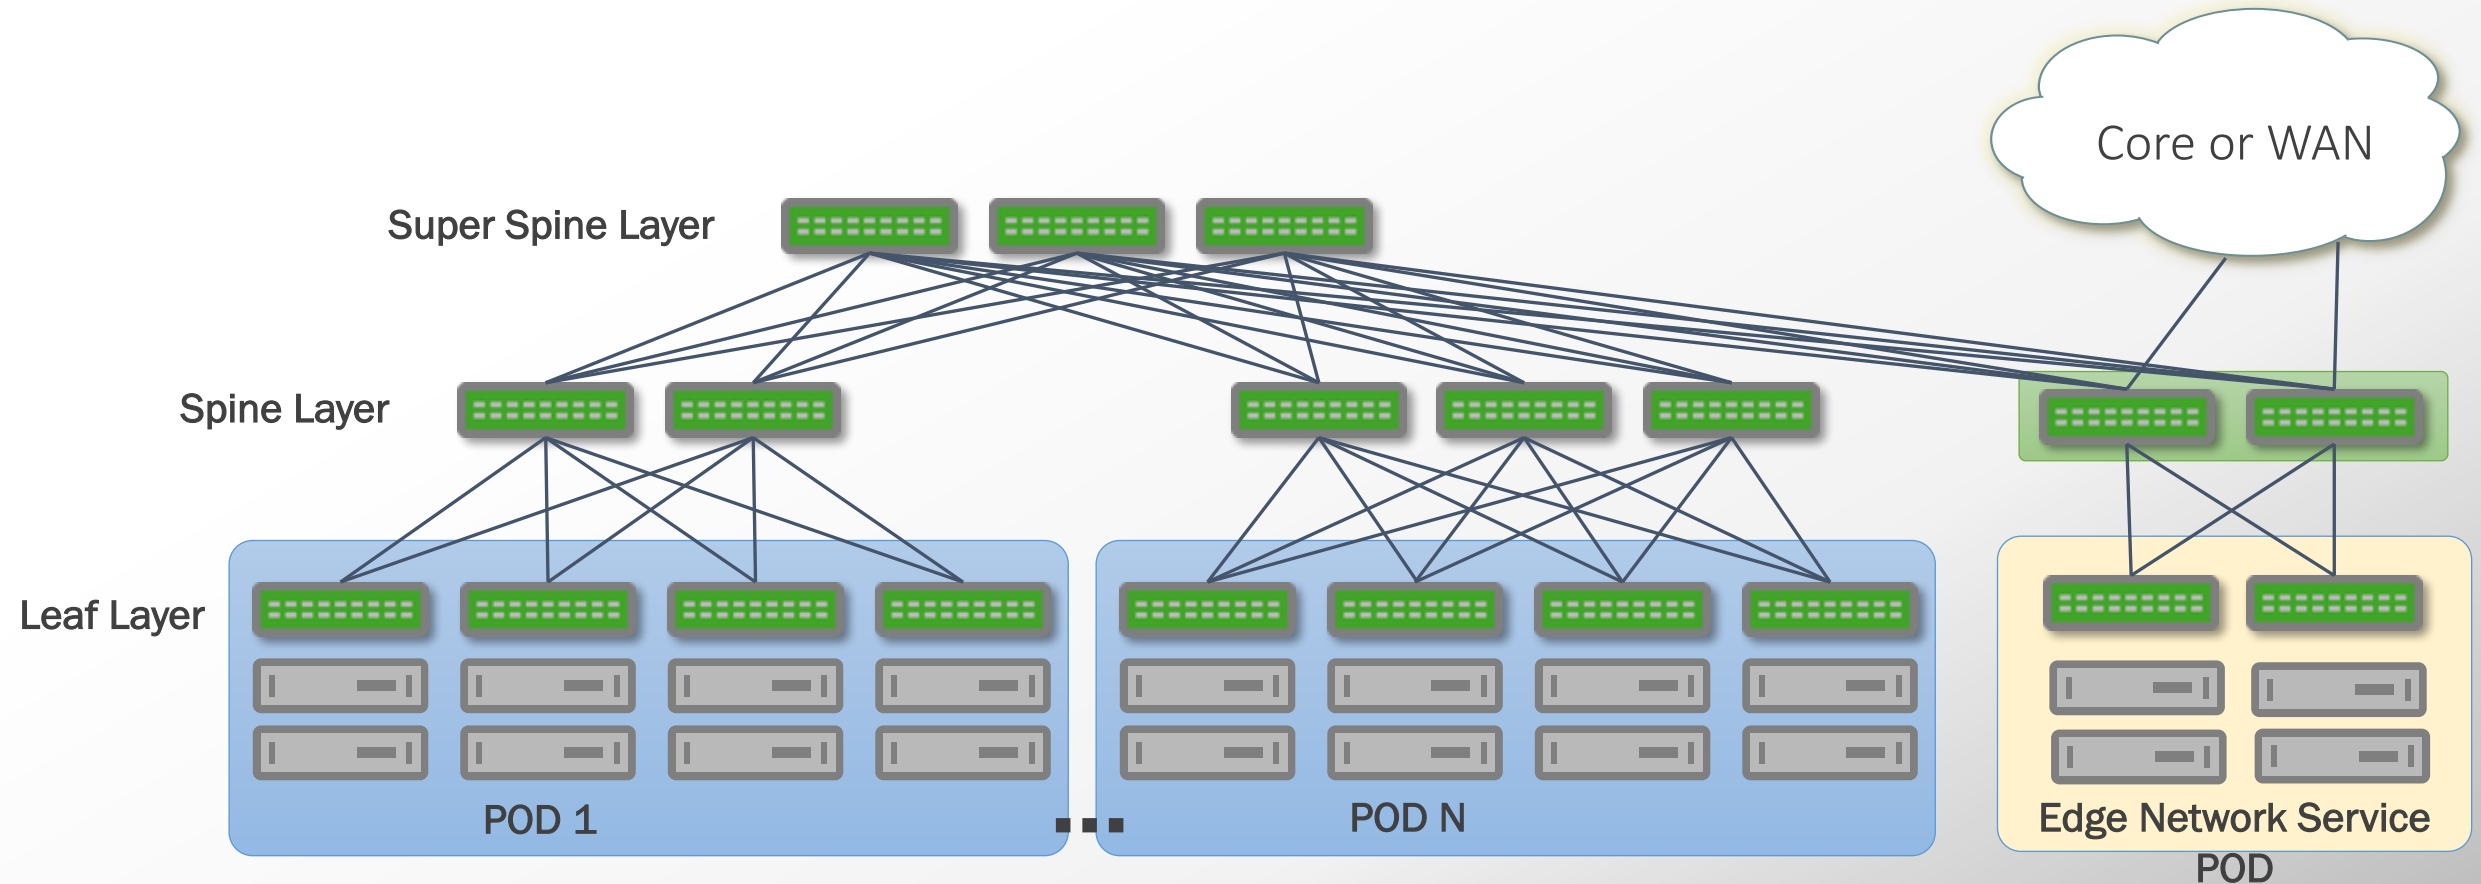 Core or WAN
Super Spine Layer
Spine Layer
Leaf Layer
POD 1
...
POD N
Edge Network Service
POD